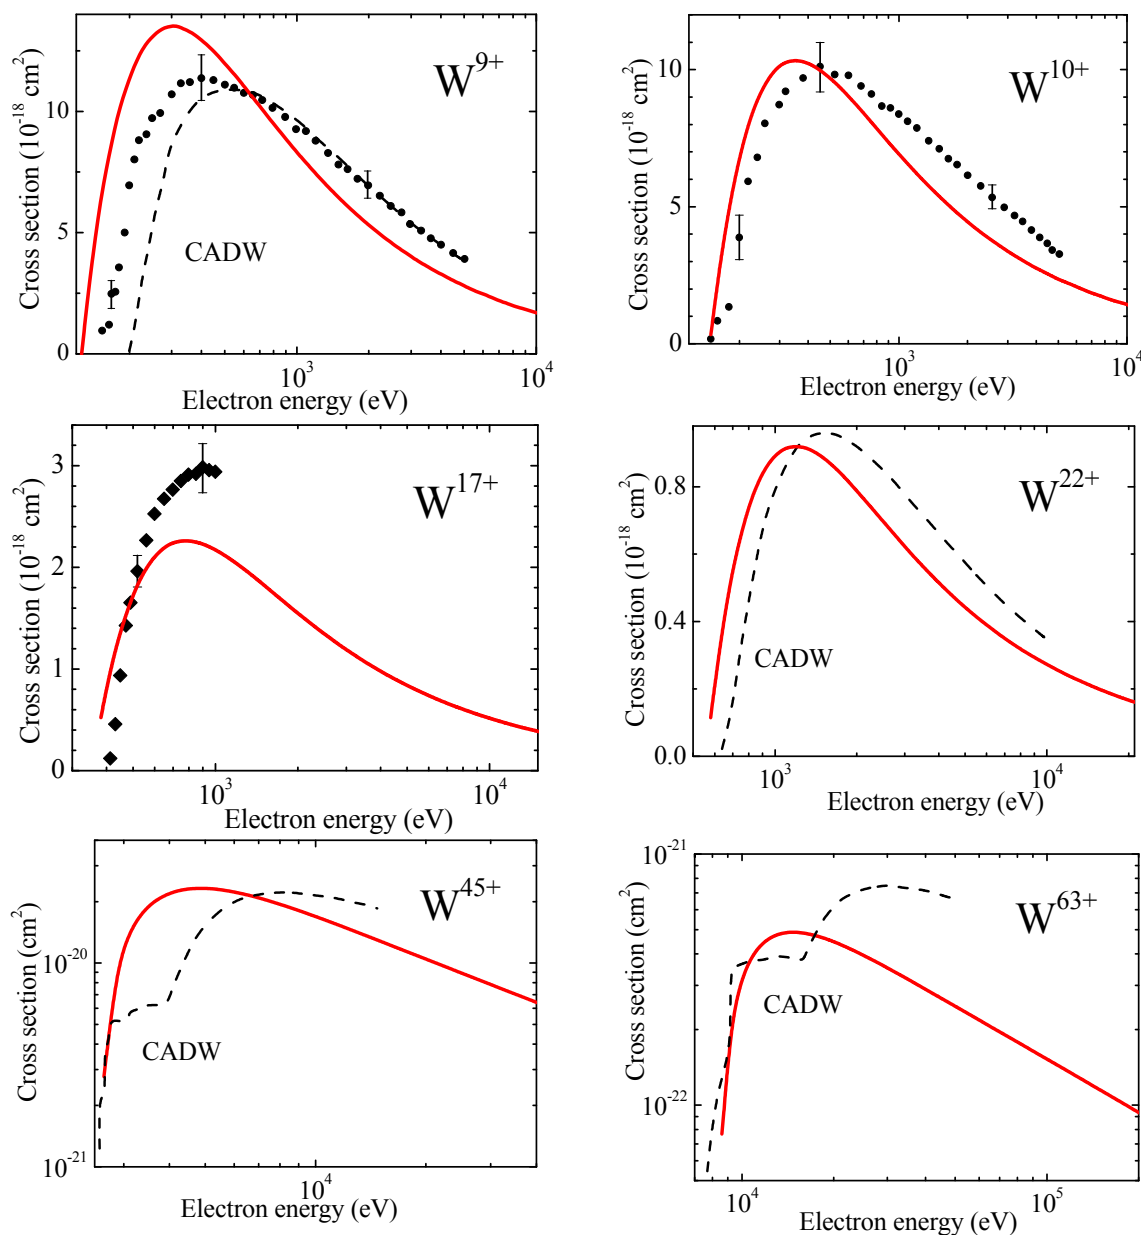 W9+
Cross section (10-18 cm2)
10
5
0
CADW
103
104
Electron energy (eV)
W10+
Cross section (10-18 cm2)
10
5
0
103
104
Electron energy (eV)
W17+
Cross section (10-18 cm2)
3
2
1
0
103
104
Electron energy (eV)
W22+
Cross section (10-18 cm2)
0.8
0.4
0.0
CADW
103
104
Electron energy (eV)
W45+
Cross section (cm2)
10-20
10-21
CADW
104
Electron energy (eV)
W63+
Cross section (cm2)
10-21
10-22
CADW
104
105
Electron energy (eV)